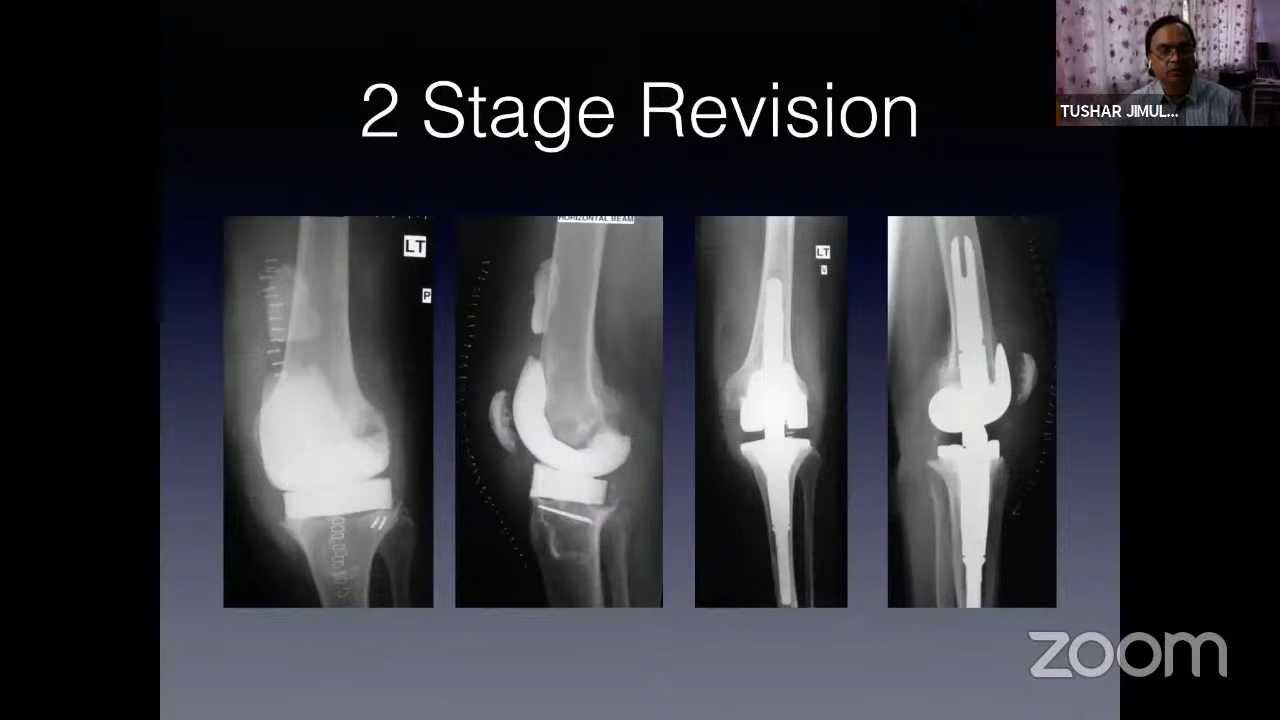 2 Stage Revision
TUSHAR JIMUL...
HORIZONTAL BEAM
LT
P
LT
V
zoom